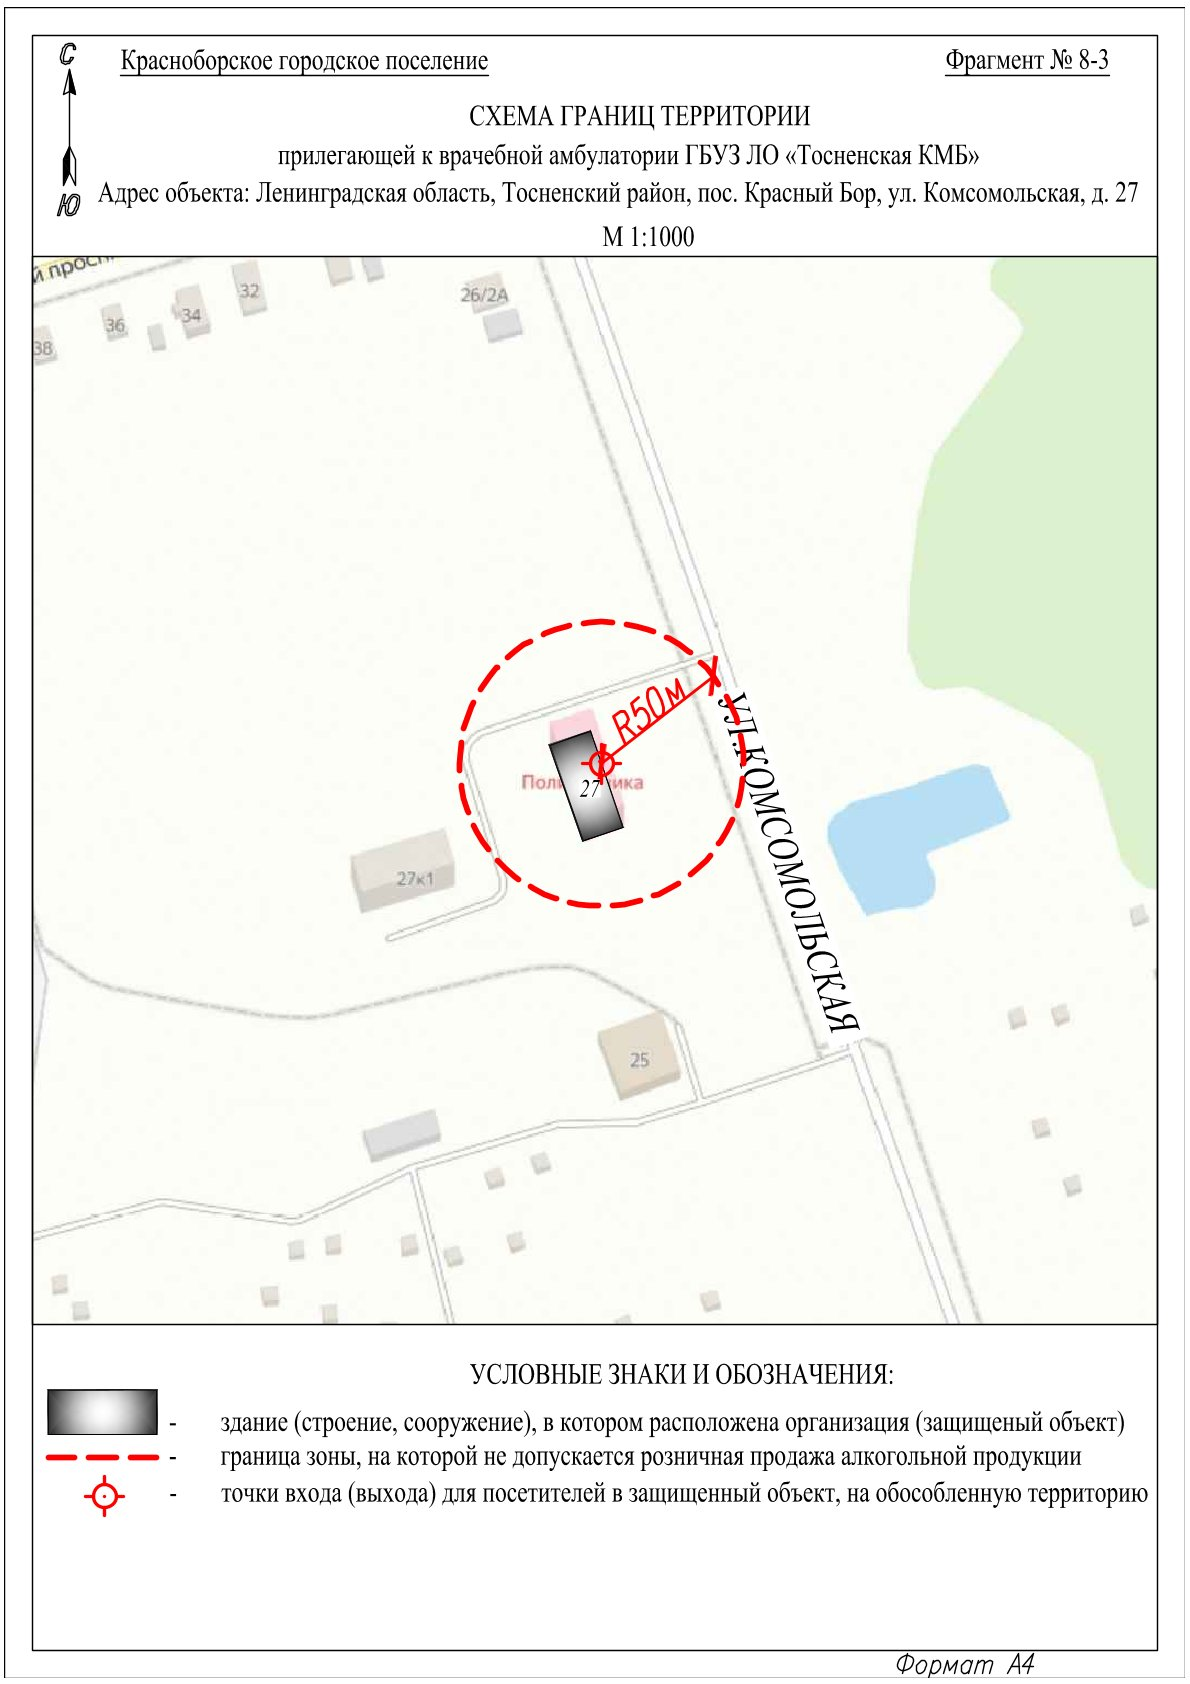 С
Красноборское городское поселение
Фрагмент № 8-3
СХЕМА ГРАНИЦ ТЕРРИТОРИИ
прилегающей к врачебной амбулатории ГБУЗ ЛО «Тосненская КМБ»
Ю
Адрес объекта: Ленинградская область, Тосненский район, пос. Красный Бор, ул. Комсомольская, д. 27
М 1:1000
й просп
32
26/2А
34
36
38
R50м
УЛ.КОМСОМОЛЬСКАЯ
27
27к1
25
УСЛОВНЫЕ ЗНАКИ И ОБОЗНАЧЕНИЯ:
- здание (строение, сооружение), в котором расположена организация (защищеный объект)
- граница зоны, на которой не допускается розничная продажа алкогольной продукции
- точки входа (выхода) для посетителей в защищенный объект, на обособленную территорию
Формат А4